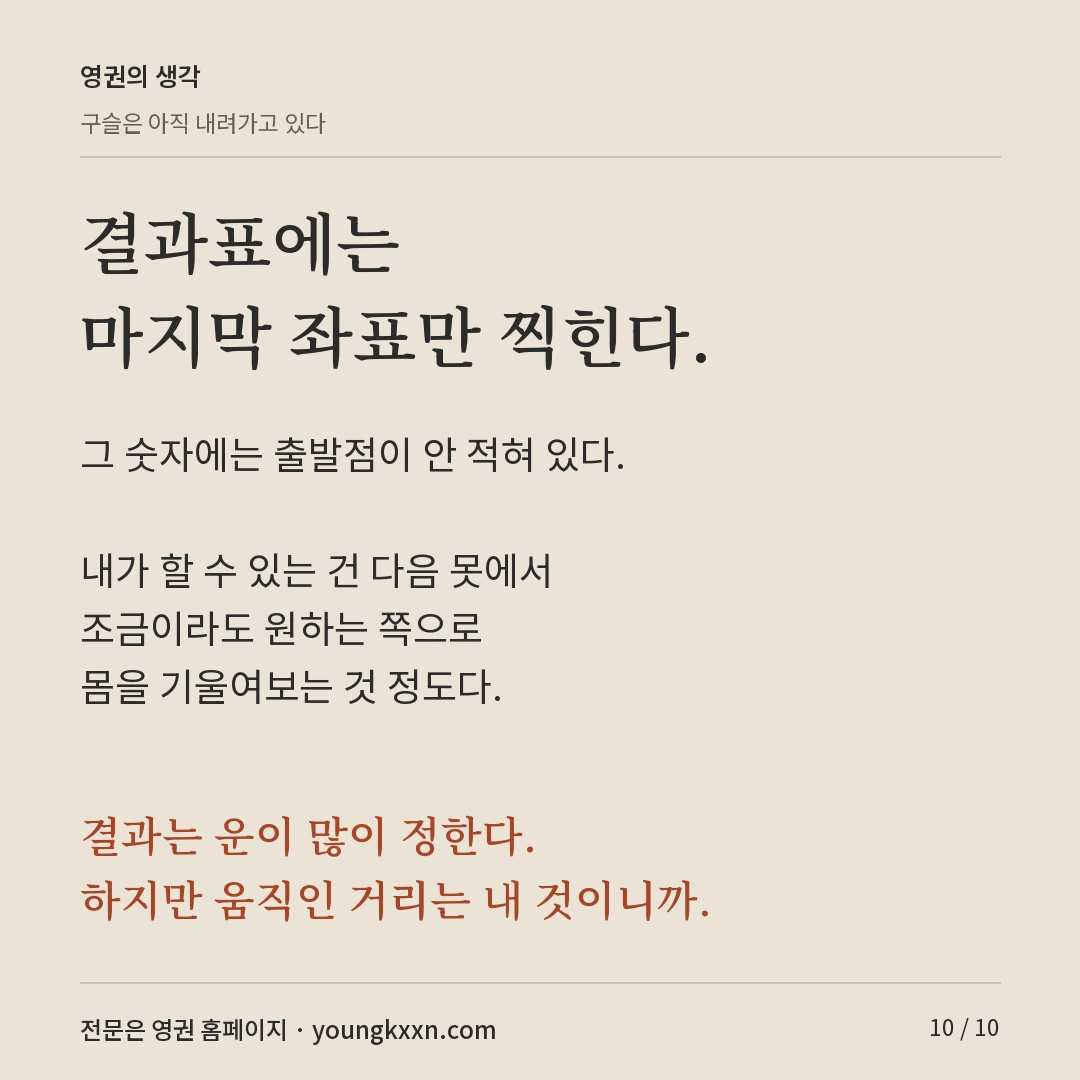 영권의 생각
구슬은 아직 내려가고 있다
결과표에는
마지막 좌표만 찍힌다.
그 숫자에는 출발점이 안 적혀 있다.
내가 할 수 있는 건 다음 못에서
조금이라도 원하는 쪽으로
몸을 기울여보는 것 정도다.
결과는 운이 많이 정한다.
하지만 움직인 거리는 내 것이니까.
전문은 영권 홈페이지 · youngkxxn.com
10 / 10